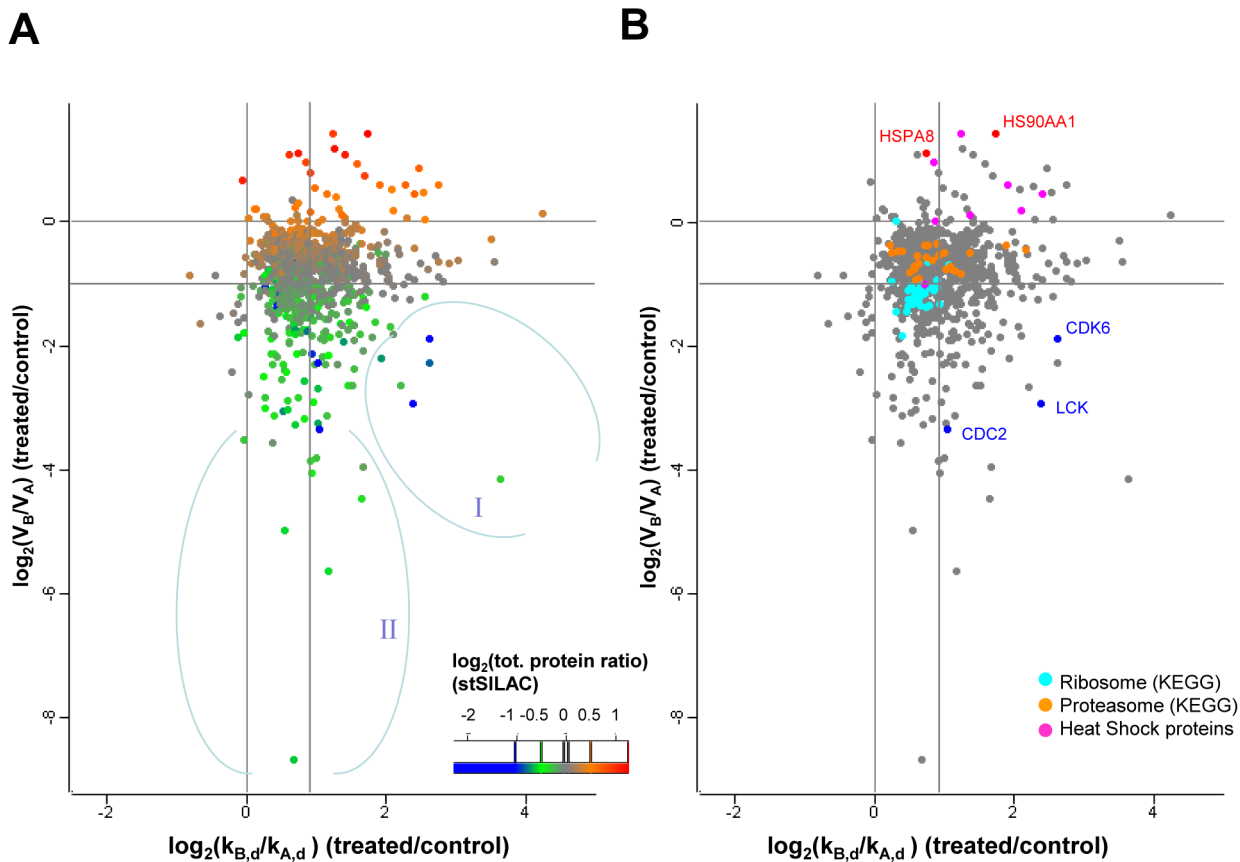 A
B
HSPA8
HS90AA1
CDK6
LCK
CDC2
I
II
0
-2
-4
-6
-8
0
-2
-4
-6
-8
log2(VB/VA) (treated/control)
log2(VB/VA) (treated/control)
log2(tot. protein ratio)
(stSILAC)
-2 -1 -0.5 0 0.5 1
Ribosome (KEGG)
Proteasome (KEGG)
Heat Shock proteins
-2 0 2 4
-2 0 2 4
log2(kB,d/kA,d ) (treated/control)
log2(kB,d/kA,d ) (treated/control)